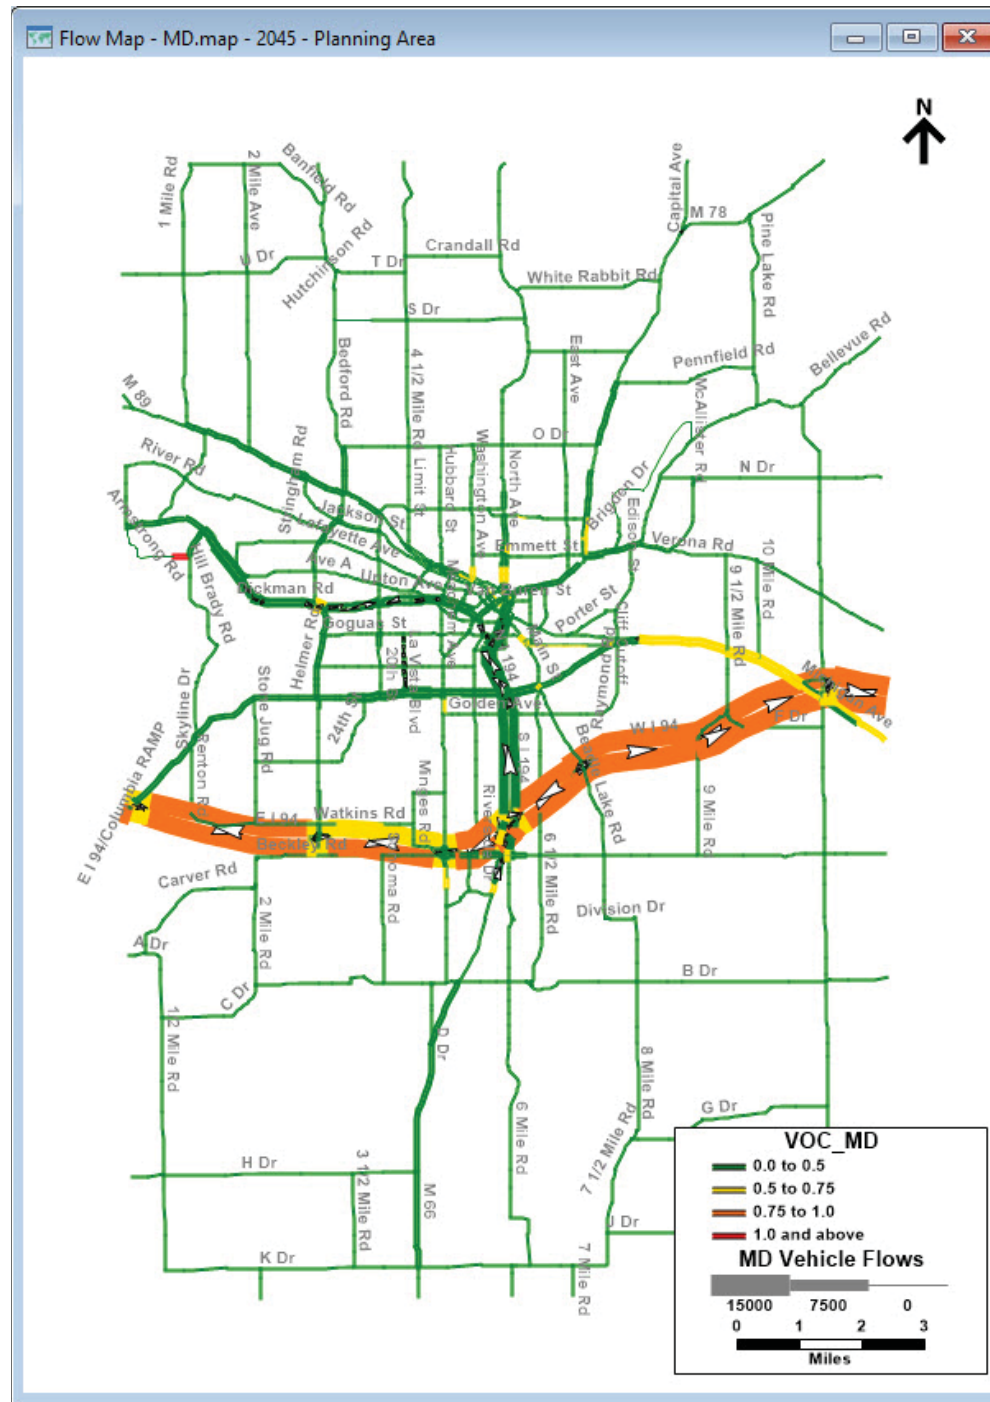 Flow Map - MD.map - 2045 - Planning Area
N
1 Mile Rd
2 Mile Ave
Banfield Rd
Capital Ave
M 78
Pine Lake Rd
U Dr
Hutchinson Rd
T Dr
Crandall Rd
White Rabbit Rd
S Dr
Bedford Rd
4 1/2 Mile Rd
East Ave
Pennfield Rd
Bellevue Rd
M 89
McAllister Rd
O Dr
River Rd
Stringham Rd
Limit St
Hubbard St
Washington Ave
North Ave
N Dr
Brigden Dr
Armstrong Rd
Jackson St
Lafayette Ave
Edison St
Emmett St
Verona Rd
10 Mile Rd
9 1/2 Mile Rd
Hill Brady Rd
Ave A
Upton Ave
Dickman Rd
Porter St
Goguac St
Helmer Rd
20th St
La Vista Blvd
Main St
I 194
Cliff St
Raymond Rd
Skyline Dr
Stone Jug Rd
24th St
Golden Ave
W I 94
F Dr
Michigan Ave
E I 94/Columbia RAMP
Renton Rd
S I 194
Beadle Lake Rd
Minges Rd
E I 94
Watkins Rd
Beckley Rd
9 Mile Rd
6 1/2 Mile Rd
Carver Rd
2 Mile Rd
Division Dr
A Dr
B Dr
C Dr
1/2 Mile Rd
D Dr
8 Mile Rd
6 Mile Rd
G Dr
7 1/2 Mile Rd
H Dr
3 1/2 Mile Rd
M 66
J Dr
K Dr
7 Mile Rd
VOC_MD
0.0 to 0.5
0.5 to 0.75
0.75 to 1.0
1.0 and above
MD Vehicle Flows
15000 7500 0
0 1 2 3
Miles